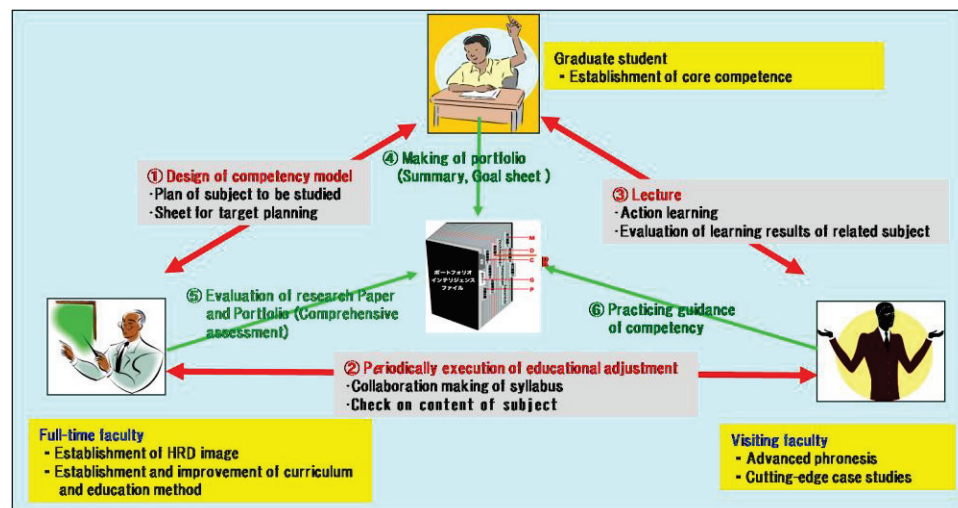 Graduate student
- Establishment of core competence
④ Making of portfolio
(Summary, Goal sheet )
① Design of competency model
・Plan of subject to be studied
・Sheet for target planning
③ Lecture
・Action learning
・Evaluation of learning results of related subject
ポートフォリオ
インテリジェンス
ファイル
M
D
C
P
⑤ Evaluation of research Paper
and Portfolio (Comprehensive
assessment)
⑥ Practicing guidance
of competency
② Periodically execution of educational adjustment
・Collaboration making of syllabus
・Check on content of subject
Full-time faculty
- Establishment of HRD image
- Establishment and improvement of curriculum
and education method
Visiting faculty
- Advanced phronesis
- Cutting-edge case studies